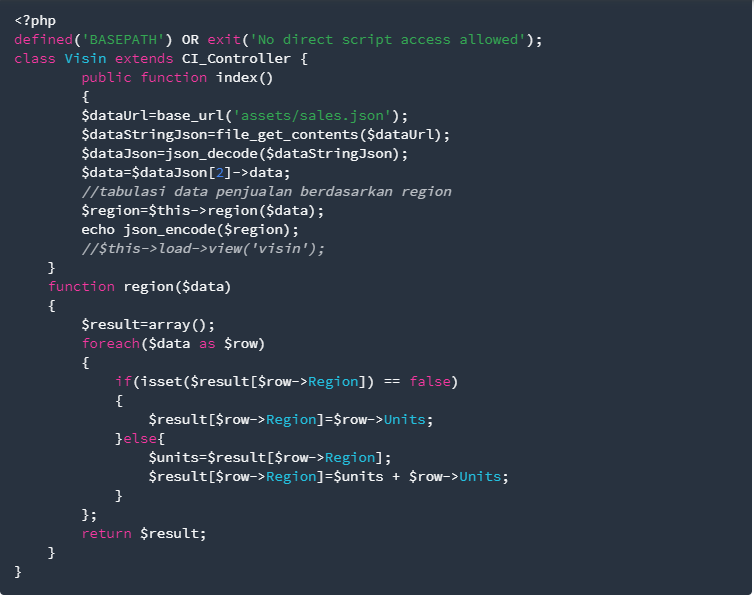 <?php
defined('BASEPATH') OR exit('No direct script access allowed');
class Visin extends CI_Controller {
        public function index()
        {
        $dataUrl=base_url('assets/sales.json');
        $dataStringJson=file_get_contents($dataUrl);
        $dataJson=json_decode($dataStringJson);
        $data=$dataJson[2]->data;
        //tabulasi data penjualan berdasarkan region
        $region=$this->region($data);
        echo json_encode($region);
        //$this->load->view('visin');
    }
    function region($data)
    {
        $result=array();
        foreach($data as $row)
        {
            if(isset($result[$row->Region]) == false)
            {
                $result[$row->Region]=$row->Units;
            }else{
                $units=$result[$row->Region];
                $result[$row->Region]=$units + $row->Units;
            }
        };
        return $result;
    }
}